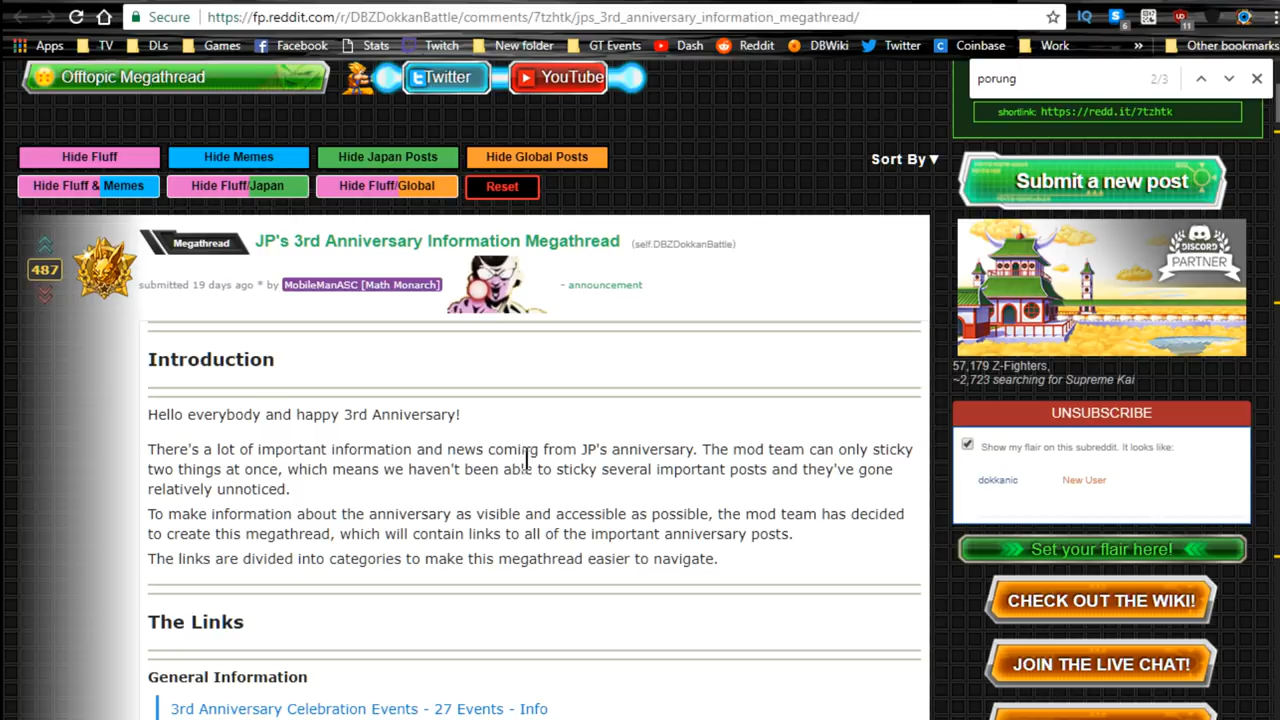 Secure https://fp.reddit.com/r/DBZDokkanBattle/comments/7tzhtk/jps_3rd_anniversary_information_megathread/
Apps TV DLs Games Facebook Stats Twitch New folder GT Events Dash Reddit DBWiki Twitter Coinbase Work » Other bookmarks
Offtopic Megathread Twitter YouTube
porung 2/3
shortlink: https://redd.it/7tzhtk
Hide Fluff Hide Memes Hide Japan Posts Hide Global Posts
Sort By▼
Hide Fluff & Memes Hide Fluff/Japan Hide Fluff/Global Reset
Submit a new post
Megathread JP's 3rd Anniversary Information Megathread (self.DBZDokkanBattle)
487
submitted 19 days ago * by MobileManASC [Math Monarch] - announcement
DISCORD
PARTNER
Introduction
Hello everybody and happy 3rd Anniversary!
There's a lot of important information and news coming from JP's anniversary. The mod team can only sticky
two things at once, which means we haven't been able to sticky several important posts and they've gone
relatively unnoticed.
To make information about the anniversary as visible and accessible as possible, the mod team has decided
to create this megathread, which will contain links to all of the important anniversary posts.
The links are divided into categories to make this megathread easier to navigate.
The Links
General Information
3rd Anniversary Celebration Events - 27 Events - Info
57,179 Z-Fighters,
~2,723 searching for Supreme Kai
UNSUBSCRIBE
Show my flair on this subreddit. It looks like:
dokkanic New User
Set your flair here!
CHECK OUT THE WIKI!
JOIN THE LIVE CHAT!